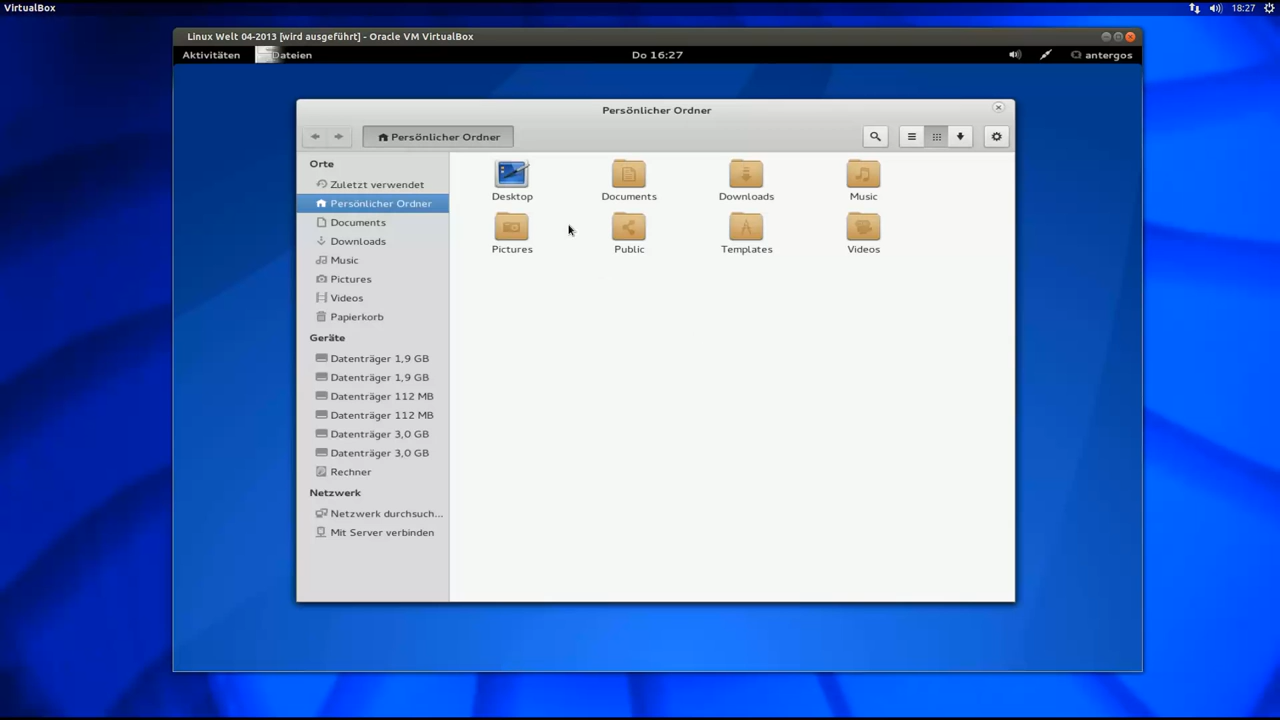 VirtualBox
18:27
Linux Welt 04-2013 [wird ausgeführt] - Oracle VM VirtualBox
Aktivitäten
Dateien
Do 16:27
antergos
Persönlicher Ordner
Persönlicher Ordner
Orte
Zuletzt verwendet
Persönlicher Ordner
Documents
Downloads
Music
Pictures
Videos
Papierkorb
Geräte
Datenträger 1,9 GB
Datenträger 1,9 GB
Datenträger 112 MB
Datenträger 112 MB
Datenträger 3,0 GB
Datenträger 3,0 GB
Rechner
Netzwerk
Netzwerk durchsuch...
Mit Server verbinden
Desktop
Documents
Downloads
Music
Pictures
Public
Templates
Videos